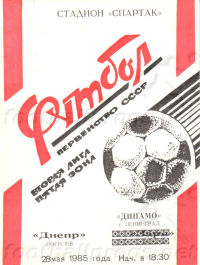 СТАДИОН «СПАРТАК»
Футбол
ПЕРВЕНСТВО СССР
ВТОРАЯ ЛИГА
ПЯТАЯ ЗОНА
«ДИНАМО»
Г. ЛЕНИНГРАД
«Днепр»
МОГИЛЕВ
28 мая 1985 года Нач. в 18.30